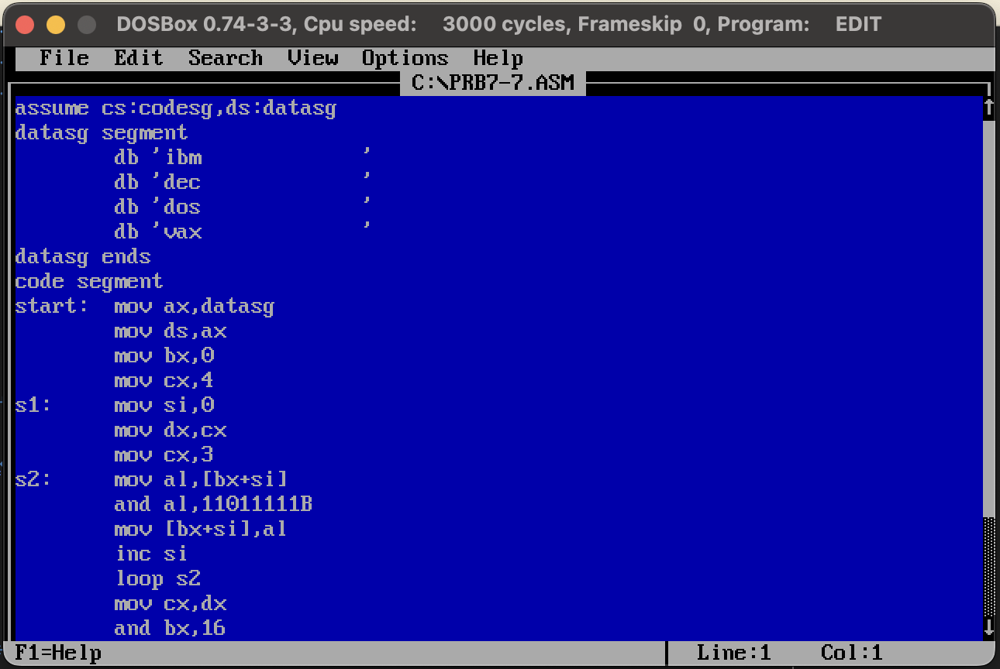 DOSBox 0.74-3-3, Cpu speed: 3000 cycles, Frameskip 0, Program: EDIT
File Edit Search View Options Help
C:\PRB7-7.ASM
assume cs:codesg,ds:datasg
datasg segment
        db 'ibm             '
        db 'dec             '
        db 'dos             '
        db 'vax             '
datasg ends
code segment
start:  mov ax,datasg
        mov ds,ax
        mov bx,0
        mov cx,4
s1:     mov si,0
        mov dx,cx
        mov cx,3
s2:     mov al,[bx+si]
        and al,11011111B
        mov [bx+si],al
        inc si
        loop s2
        mov cx,dx
        and bx,16
F1=Help Line:1 Col:1